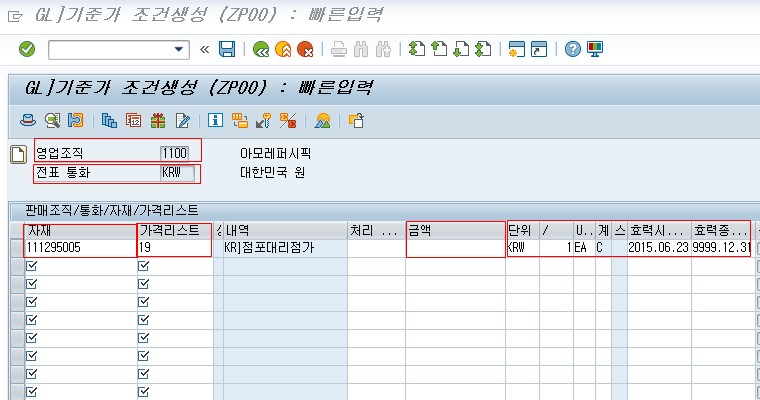 GL]기준가 조건생성 (ZP00) : 빠른입력
GL]기준가 조건생성 (ZP00) : 빠른입력
영업조직 1100 아모레퍼시픽
전표 통화 KRW 대한민국 원
판매조직/통화/자재/가격리스트
자재 가격리스트 내역 처리 ... 금액 단위 / U.. 계 스 효력시... 효력종...
111295005 19 KR]점포대리점가 KRW 1 EA C 2015.06.23 9999.12.31